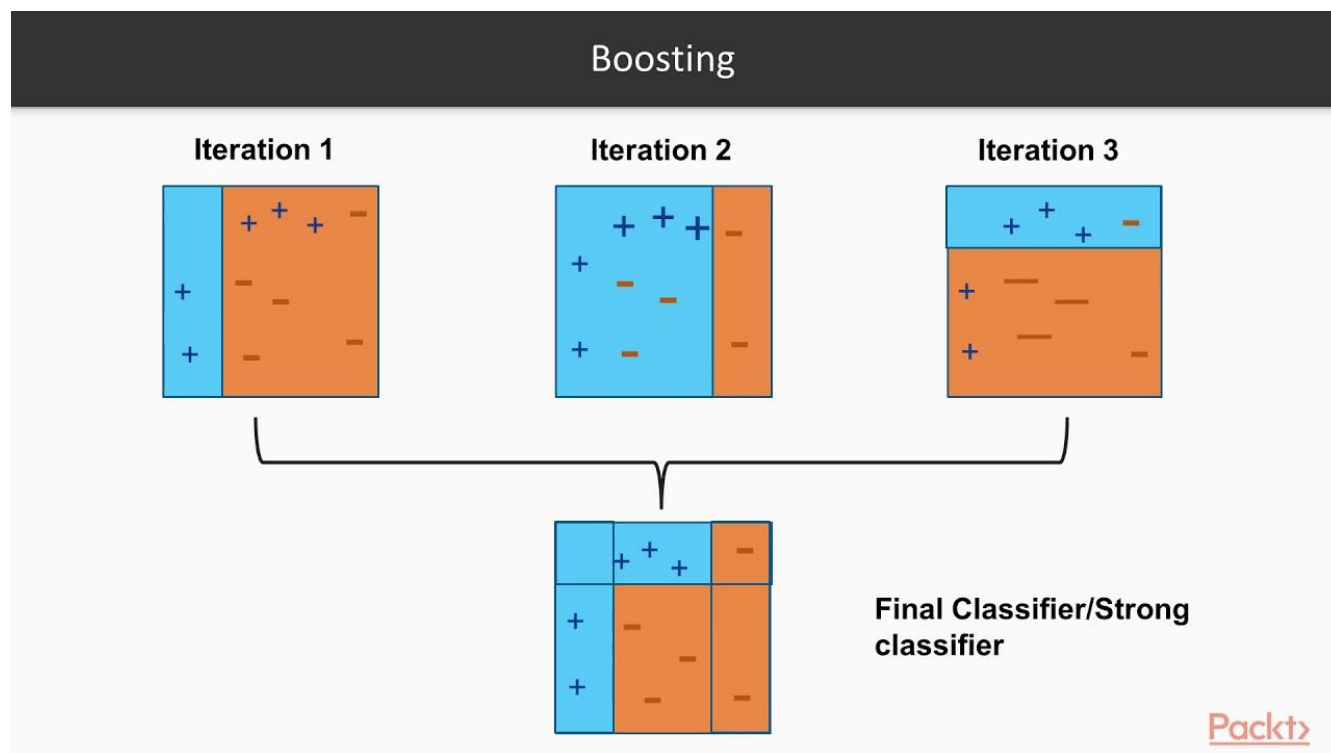 Boosting
Iteration 1
Iteration 2
Iteration 3
Final Classifier/Strong
classifier
Packt>